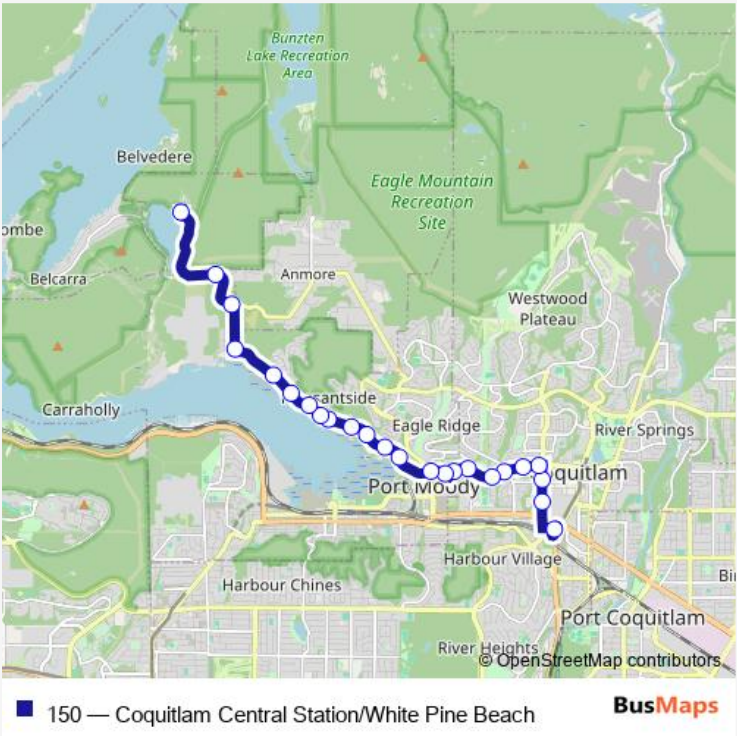 Bunzten
Lake Recreation
Area
Belvedere
Eagle Mountain
Recreation
Site
ombe
Belcarra
Anmore
Westwood
Plateau
santside
Carraholly
Eagle Ridge
River Springs
oquitlam
Port Moody
Harbour Village
Harbour Chines
Bi
Port Coquitlam
River Heights
© OpenStreetMap contributors
150 — Coquitlam Central Station/White Pine Beach
BusMaps